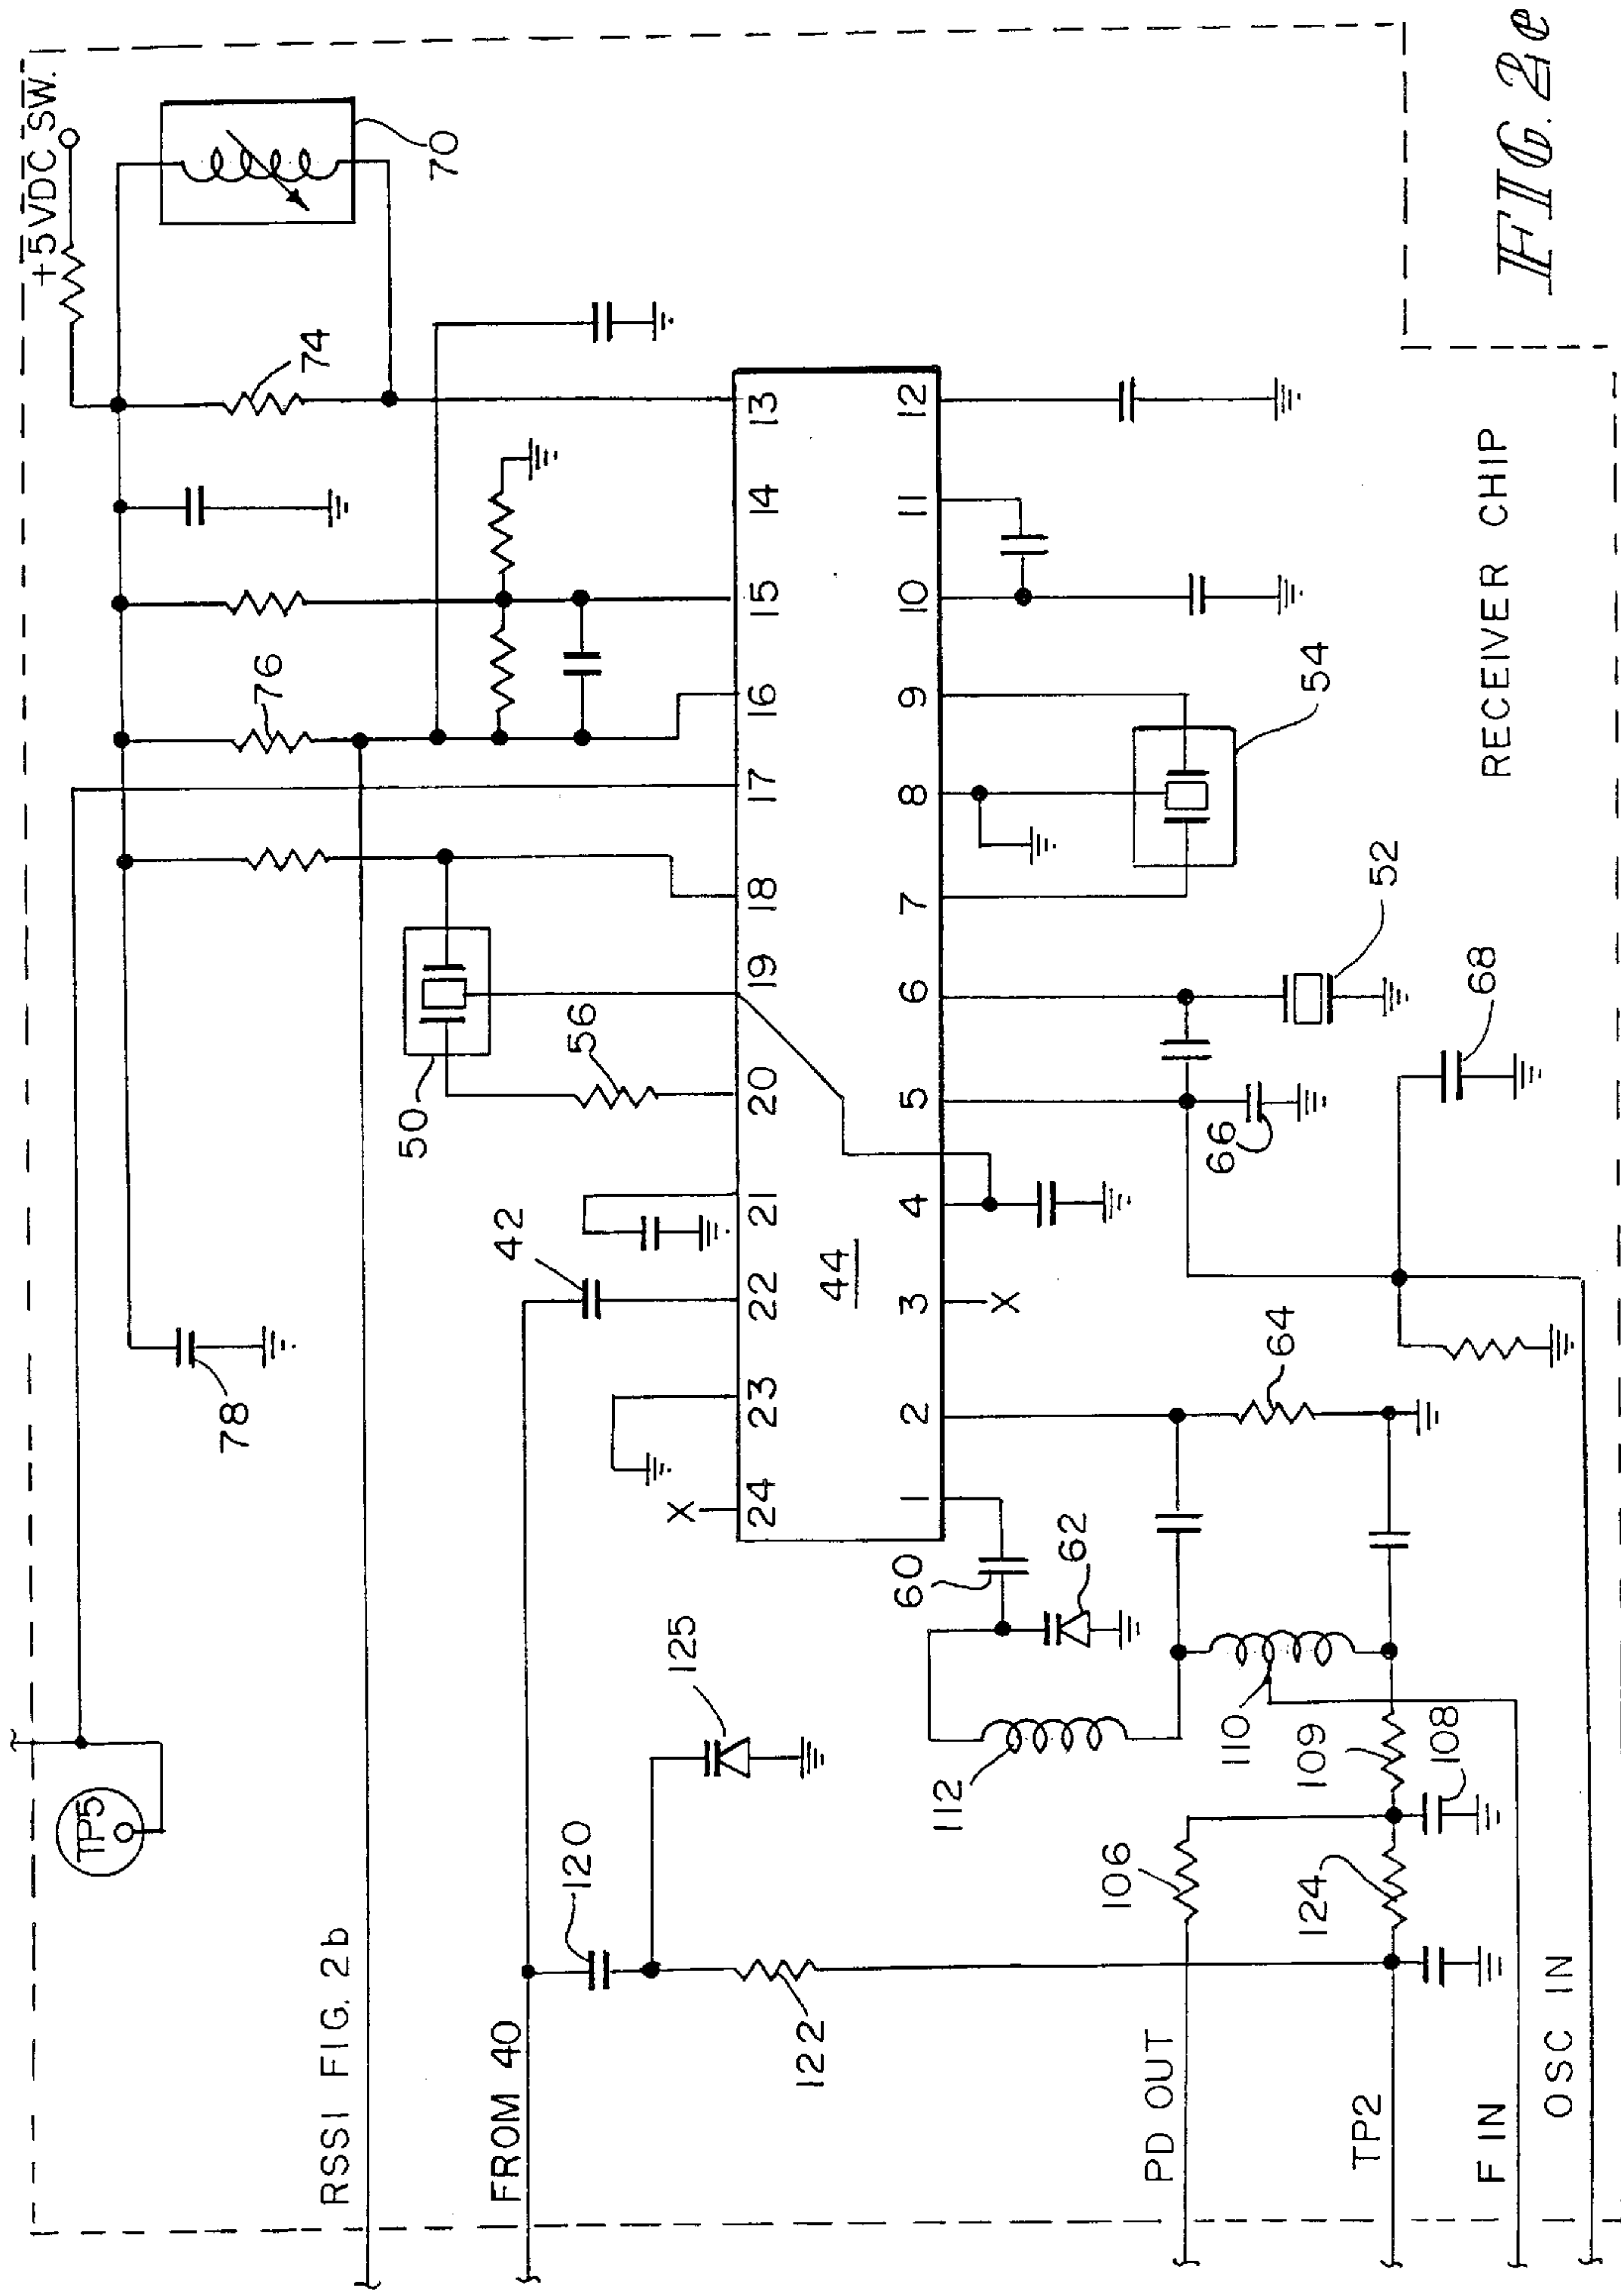 +5VDC SW.
TP5
70
74
76
78
RSSI FIG. 2b
50
56
42
FROM 40
120
125
122
24 23 22 21 20 19 18 17 16 15 14 13
44
1 2 3 4 5 6 7 8 9 10 11 12
X
X
60
62
112
110
64
66
68
52
54
106
109
108
124
PD OUT
TP2
F IN
OSC IN
RECEIVER CHIP
FIG. 2e